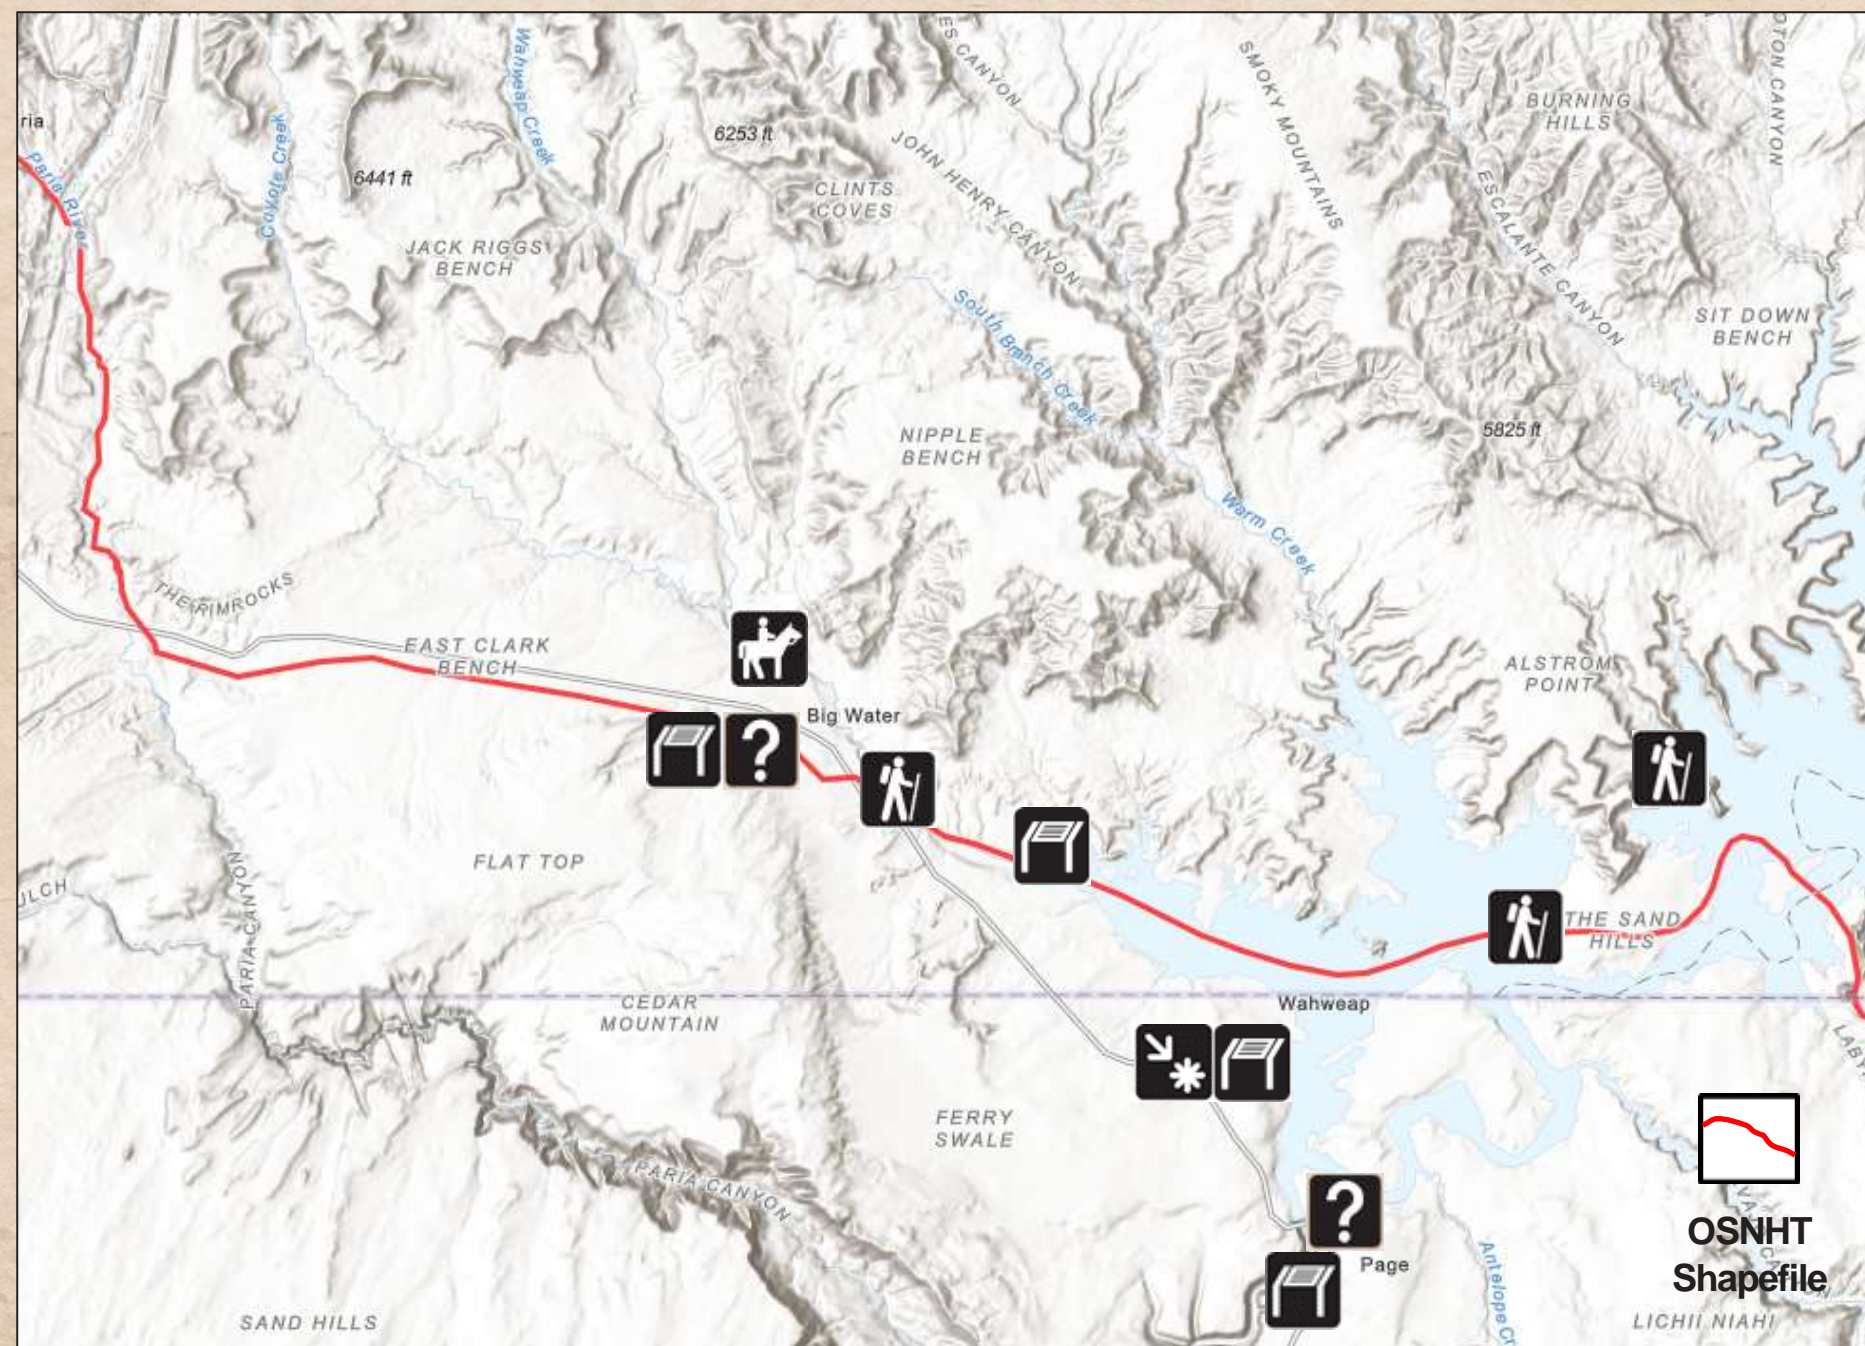 ES CANYON
OTON CANYON
Wahweap Creek
SMOKY MOUNTAINS
BURNING
HILLS
ria
Coyote Creek
6253 ft
JOHN HENRY CANYON
Paria River
6441 ft
CLINTS
COVES
ESCALANTE CANYON
JACK RIGGS
BENCH
South Branch Creek
SIT DOWN
BENCH
NIPPLE
BENCH
5825 ft
Warm Creek
THE RIMROCKS
EAST CLARK
BENCH
ALSTROM
POINT
Big Water
?
FLAT TOP
ULCH
PARIA CANYON
THE SAND
HILLS
CEDAR
MOUNTAIN
Wahweap
FERRY
SWALE
PARIA CANYON
?
Page
Antelope Cr
OSNHT
Shapefile
SAND HILLS
LICHII NIAHI